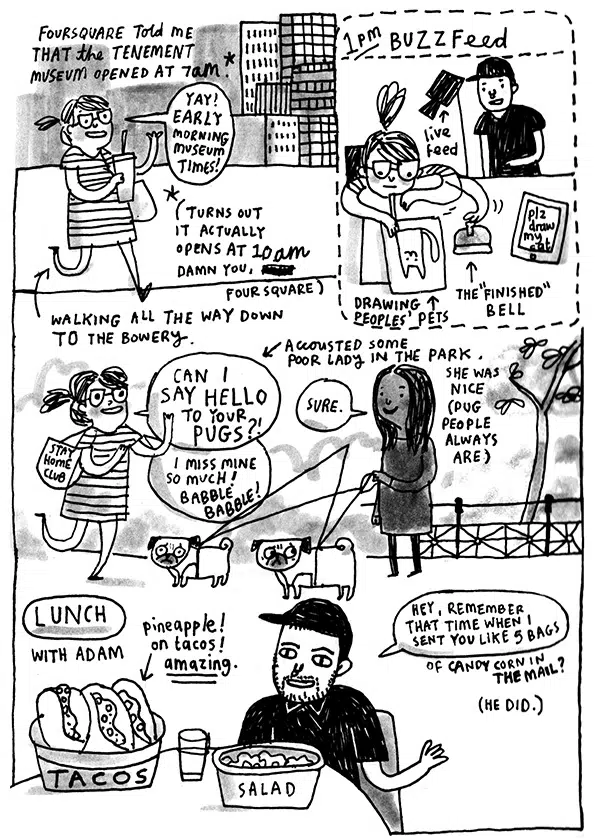 FOURSQUARE TOLD ME
THAT the TENEMENT
MUSEUM OPENED AT 7am.*
YAY!
EARLY
MORNING
MUSEUM
TIMES!
*
(TURNS OUT
IT ACTUALLY
OPENS AT 10am
DAMN YOU,
FOURSQUARE)
WALKING ALL THE WAY DOWN
TO THE BOWERY.
1pm BUZZFeed
live
feed
plz
draw
my
cat
DRAWING
PEOPLES' PETS
THE "FINISHED"
BELL
ACCOUSTED SOME
POOR LADY IN THE PARK.
CAN I
SAY HELLO
TO YOUR
PUGS?!
I MISS MINE
SO MUCH!
BABBLE
BABBLE!
STAY
HOME
CLUB
SURE.
SHE WAS
NICE
(PUG
PEOPLE
ALWAYS
ARE)
LUNCH
WITH ADAM
pineapple!
on tacos!
amazing.
TACOS
SALAD
HEY, REMEMBER
THAT TIME WHEN I
SENT YOU LIKE 5 BAGS
OF CANDY CORN IN
THE MAIL?
(HE DID.)